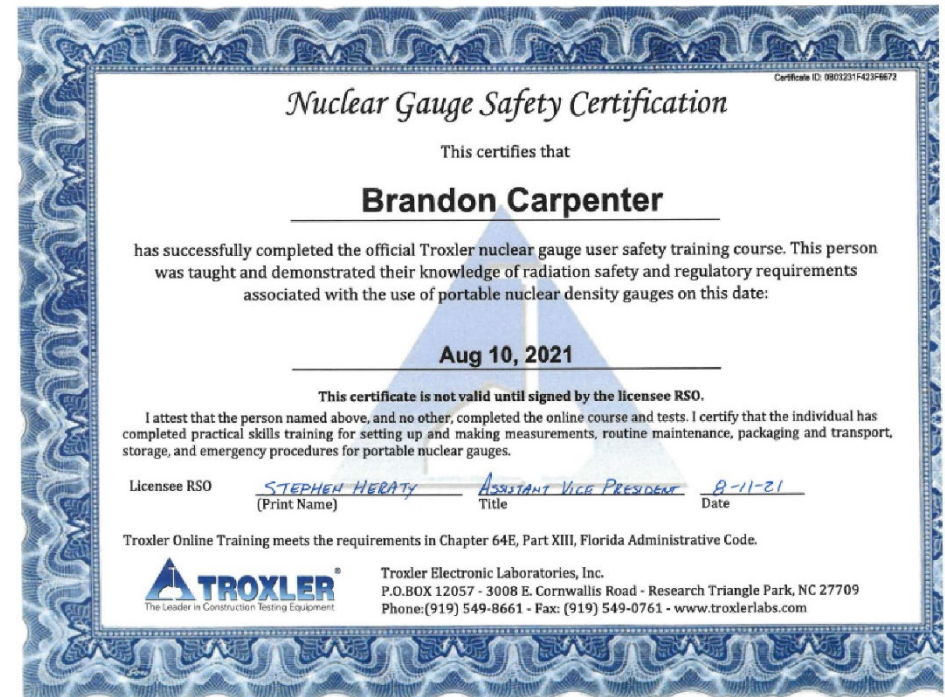 Certificate ID: 0B03231F423F6672
Nuclear Gauge Safety Certification
This certifies that
Brandon Carpenter
has successfully completed the official Troxler nuclear gauge user safety training course. This person
was taught and demonstrated their knowledge of radiation safety and regulatory requirements
associated with the use of portable nuclear density gauges on this date:
Aug 10, 2021
This certificate is not valid until signed by the licensee RSO.
I attest that the person named above, and no other, completed the online course and tests. I certify that the individual has
completed practical skills training for setting up and making measurements, routine maintenance, packaging and transport,
storage, and emergency procedures for portable nuclear gauges.
Licensee RSO STEPHEN HERATY ASSISTANT VICE PRESIDENT 8-11-21
(Print Name) Title Date
Troxler Online Training meets the requirements in Chapter 64E, Part XIII, Florida Administrative Code.
TROXLER®
The Leader in Construction Testing Equipment
Troxler Electronic Laboratories, Inc.
P.O.BOX 12057 - 3008 E. Cornwallis Road - Research Triangle Park, NC 27709
Phone:(919) 549-8661 - Fax: (919) 549-0761 - www.troxlerlabs.com